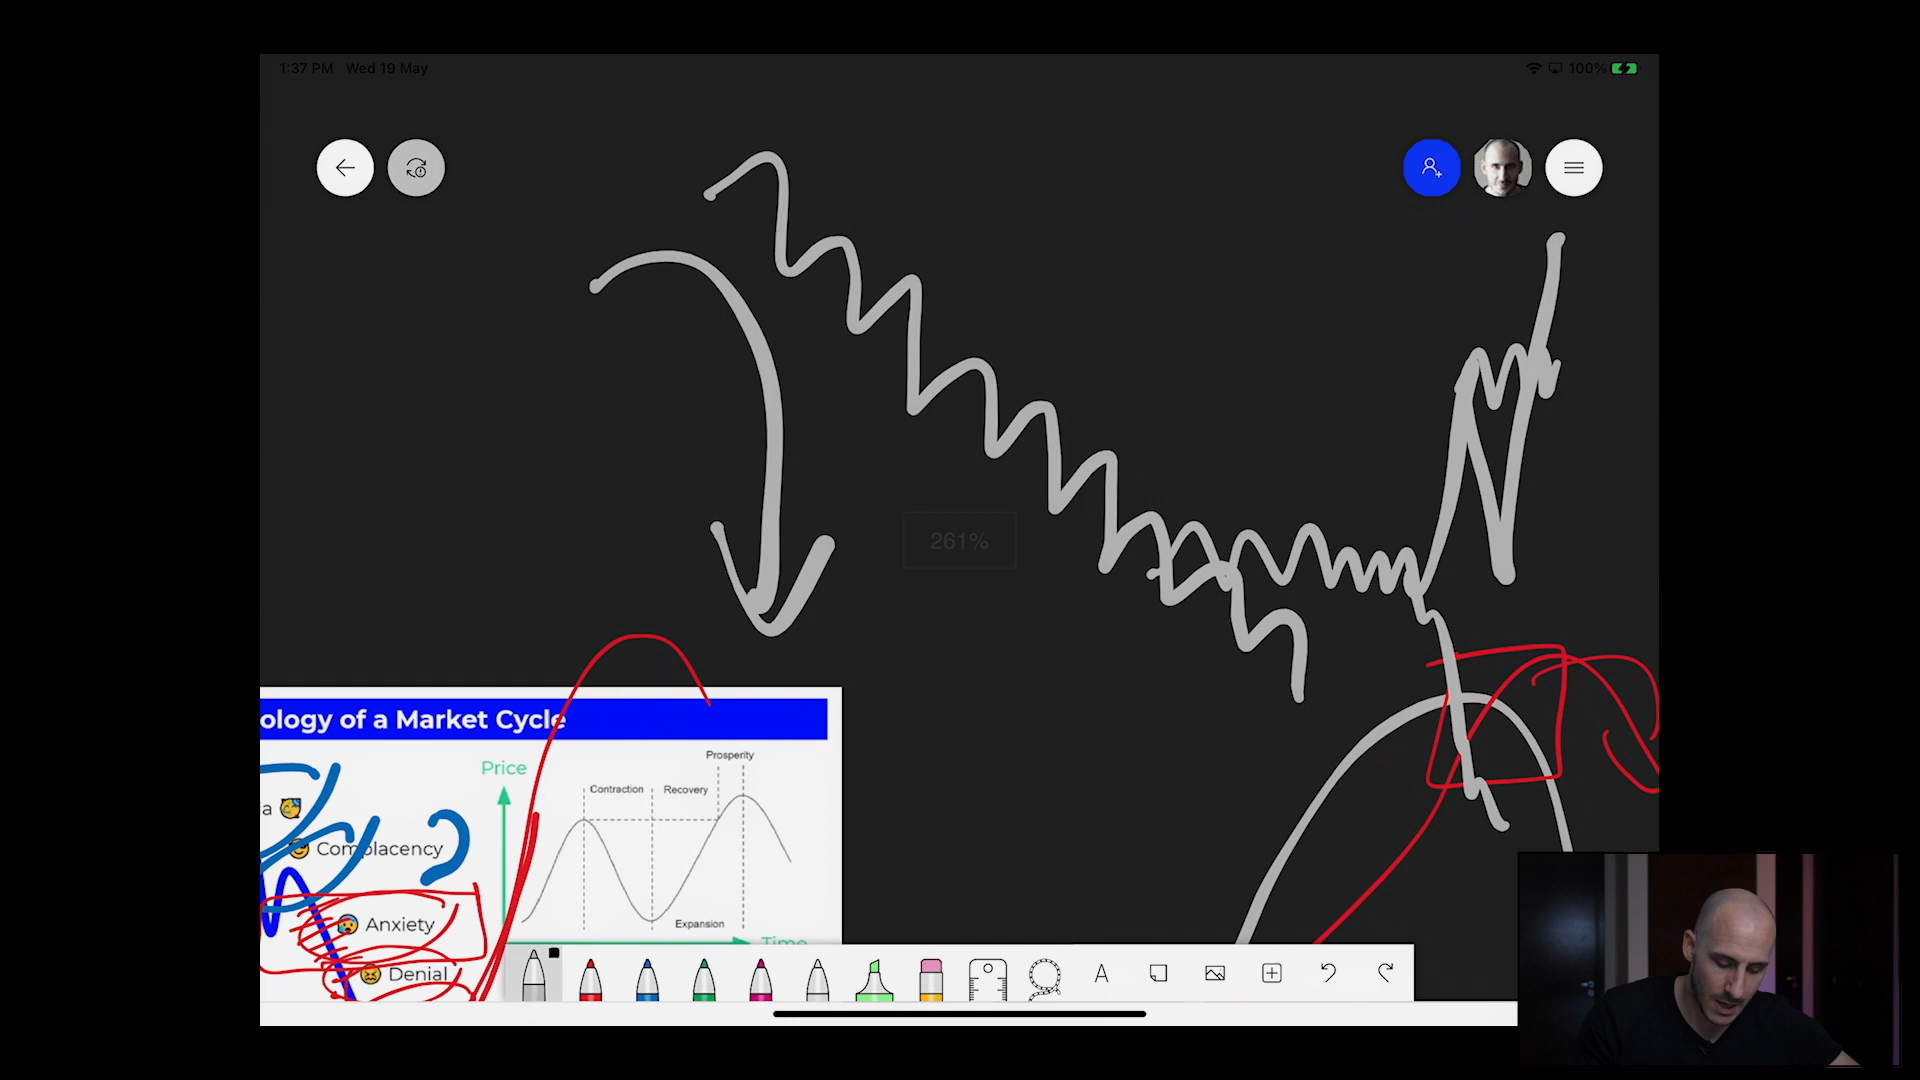 1:37 PM Wed 19 May
100%
261%
ology of a Market Cycle
Prosperity
Price
Contraction
Recovery
a
Complacency
Anxiety
Expansion
Time
Denial
A